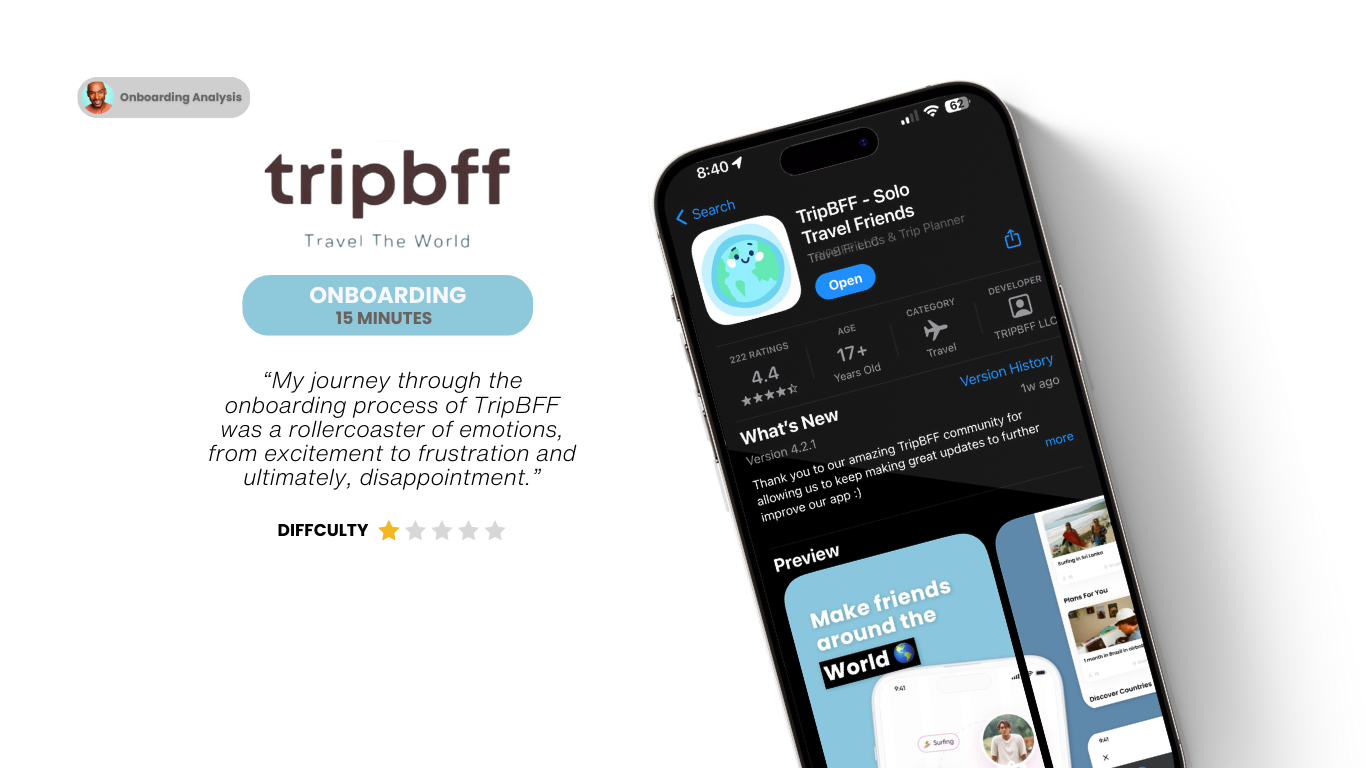 Onboarding Analysis
tripbff
Travel The World
ONBOARDING
15 MINUTES
“My journey through the
onboarding process of TripBFF
was a rollercoaster of emotions,
from excitement to frustration and
ultimately, disappointment.”
DIFFCULTY
8:40
62
Search
TripBFF - Solo
Travel Friends
Travel Friends & Trip Planner
Open
222 RATINGS
4.4
AGE
17+
Years Old
CATEGORY
Travel
DEVELOPER
TRIPBFF LLC
What's New
Version History
Version 4.2.1
1w ago
Thank you to our amazing TripBFF community for
allowing us to keep making great updates to further
improve our app :)
more
Preview
Make friends
around the
World
9:41
Surfing
Surfing in Sri Lanka
Plans For You
1 month in Brazil in airbnb
Discover Countries
9:41